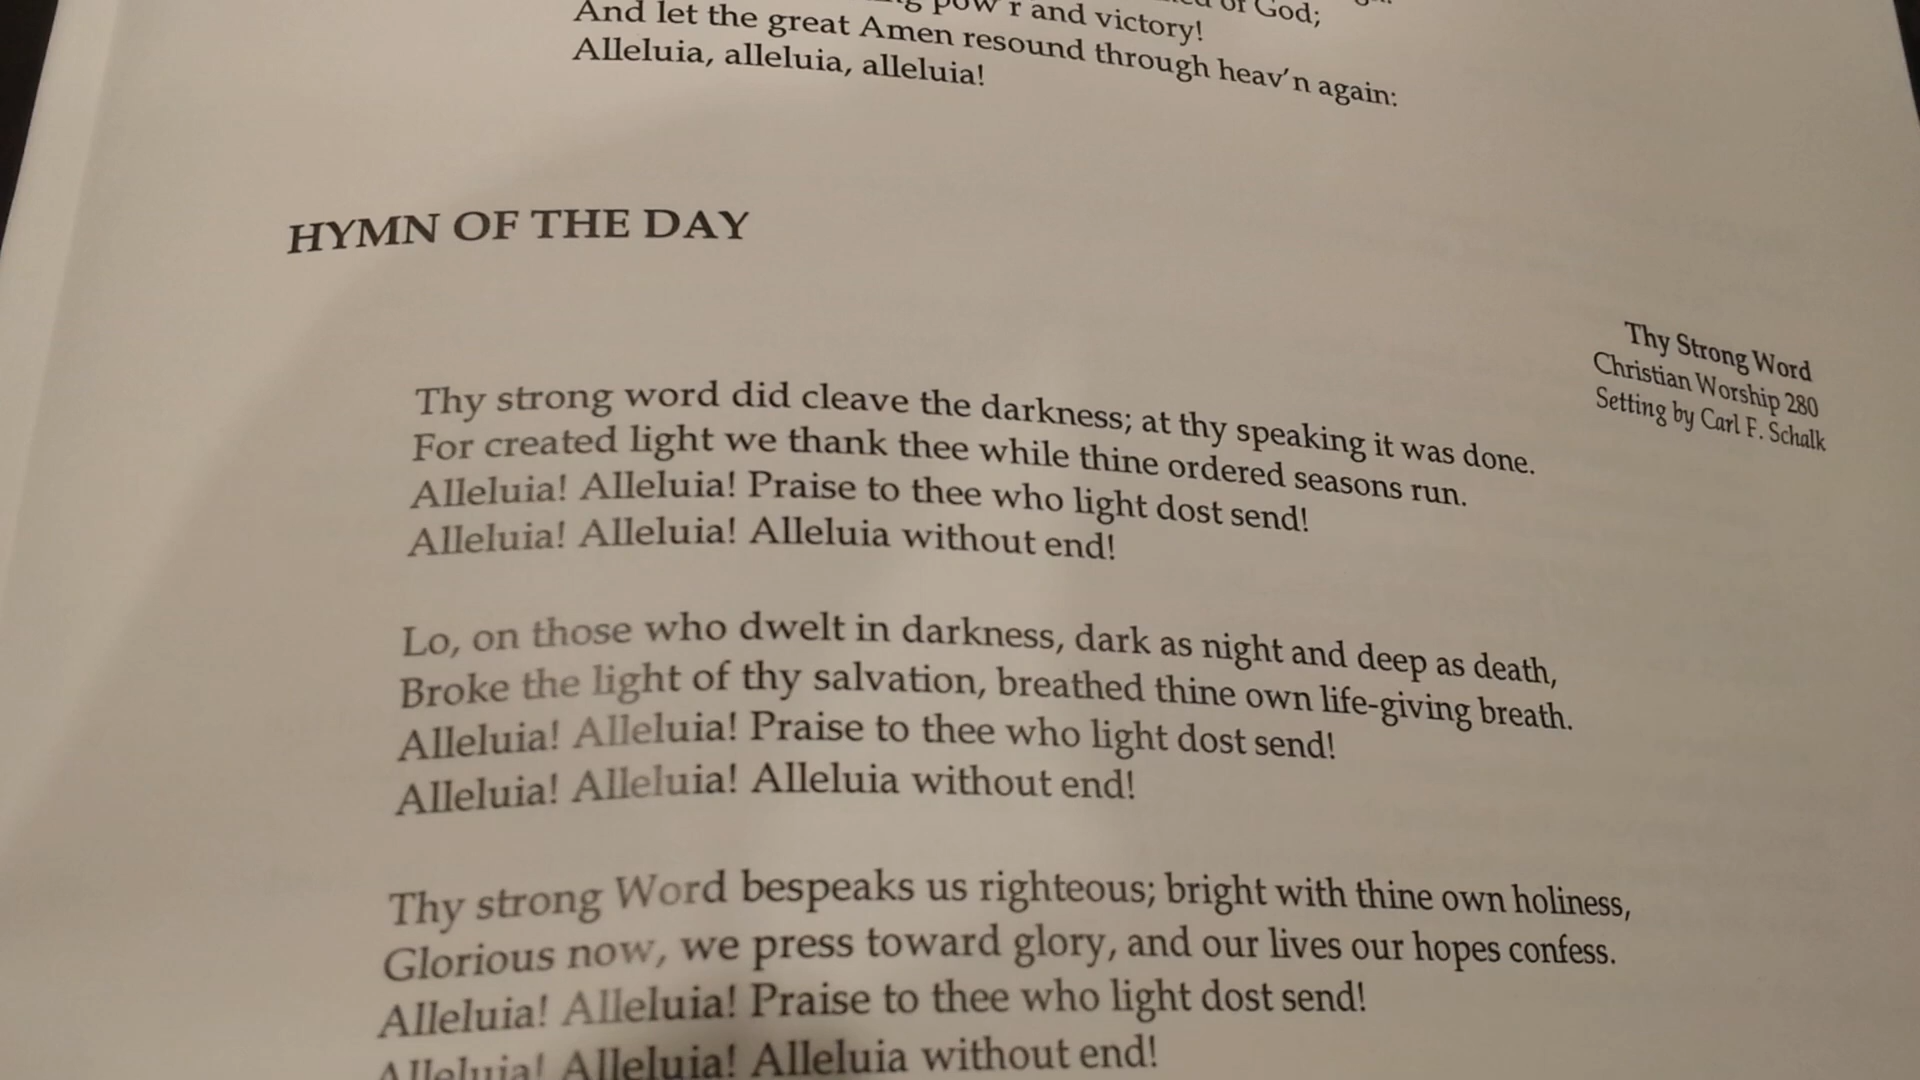 pow'r and victory!
of God;
And let the great Amen resound through heav'n again:
Alleluia, alleluia, alleluia!
HYMN OF THE DAY
Thy Strong Word
Christian Worship 280
Setting by Carl F. Schalk
Thy strong word did cleave the darkness; at thy speaking it was done.
For created light we thank thee while thine ordered seasons run.
Alleluia! Alleluia! Praise to thee who light dost send!
Alleluia! Alleluia! Alleluia without end!
Lo, on those who dwelt in darkness, dark as night and deep as death,
Broke the light of thy salvation, breathed thine own life-giving breath.
Alleluia! Alleluia! Praise to thee who light dost send!
Alleluia! Alleluia! Alleluia without end!
Thy strong Word bespeaks us righteous; bright with thine own holiness,
Glorious now, we press toward glory, and our lives our hopes confess.
Alleluia! Alleluia! Praise to thee who light dost send!
Alleluia! Alleluia! Alleluia without end!